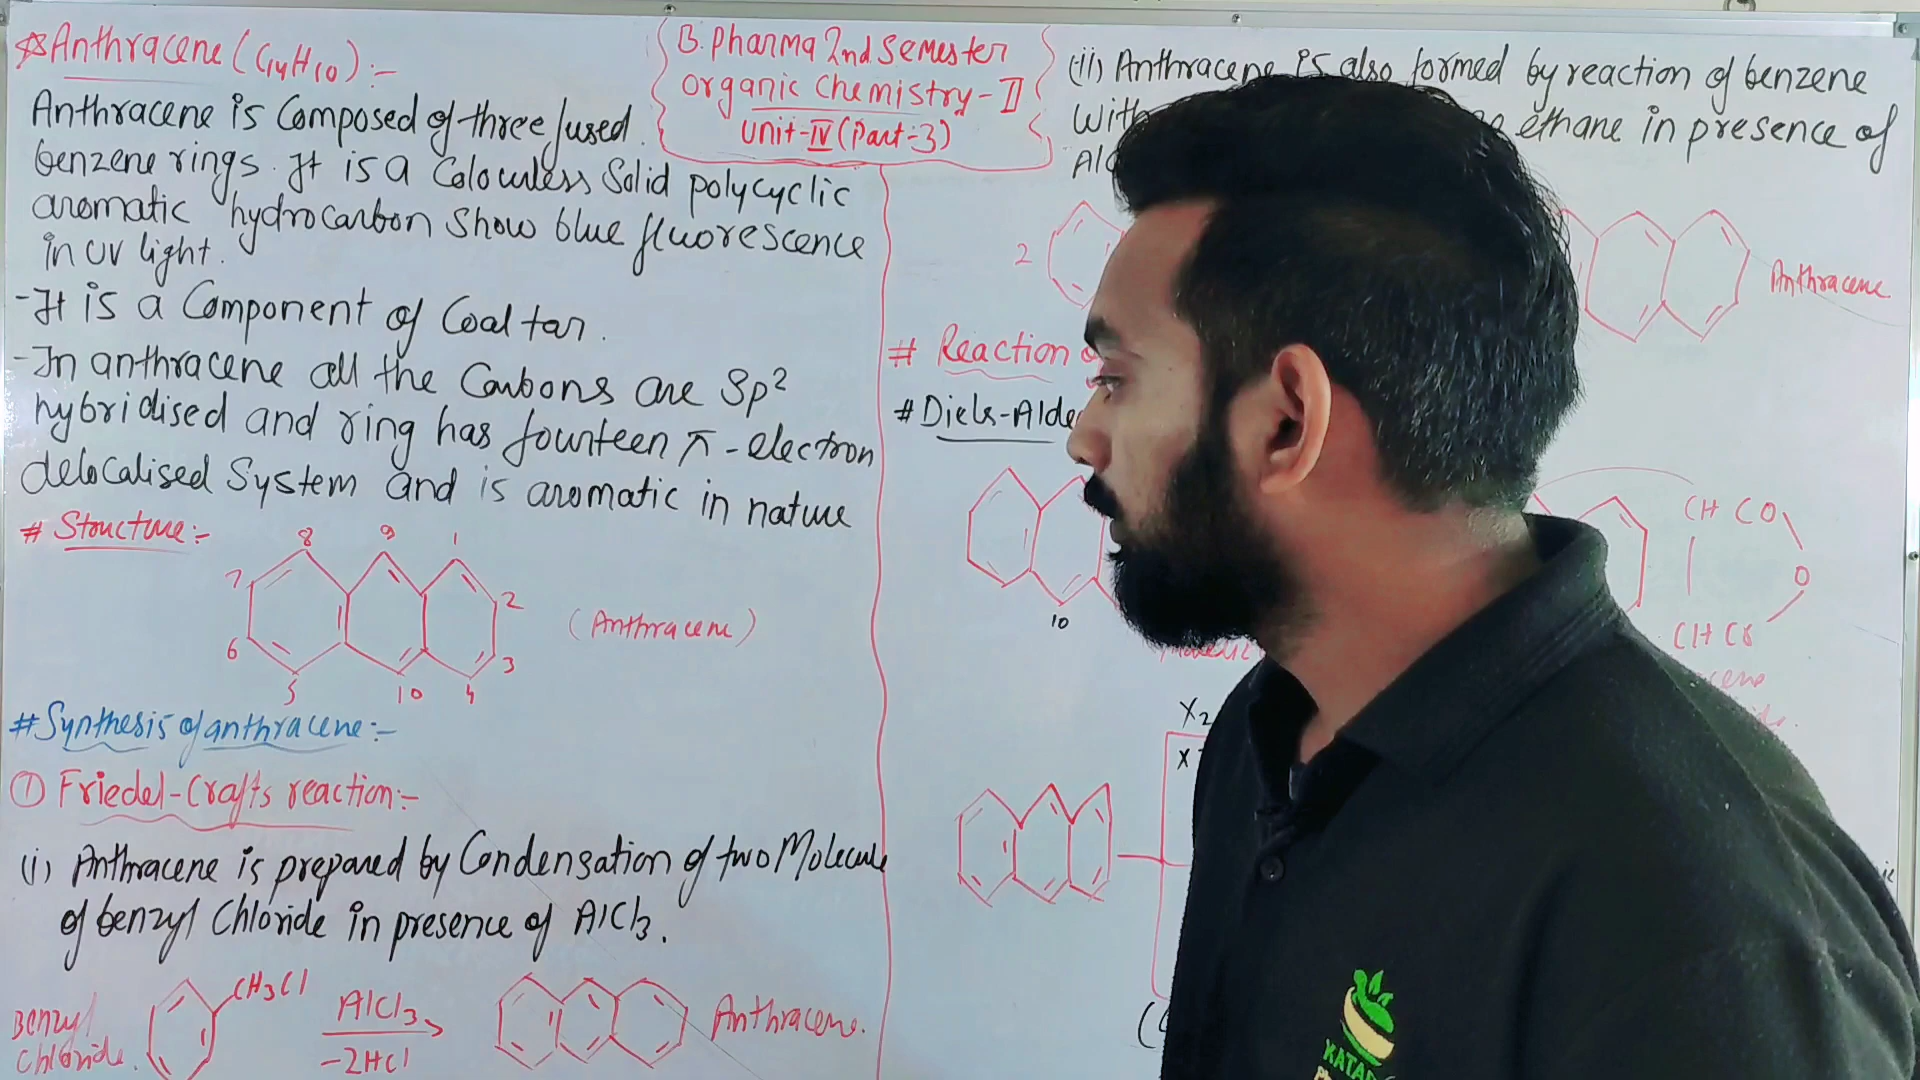 ☆Anthracene (C14H10) :-
Anthracene is Composed of three fused
benzene rings. It is a Colourless Solid polycyclic
aromatic hydrocarbon Show blue fluorescence
in UV light.
-It is a Component of Coal tar.
-In anthracene all the Carbons are Sp2
hybridised and ring has fourteen π-electron
delocalised System and is aromatic in nature
# Structure:-
8 9 1
7 2
6 3
5 10 4
(Anthracene)
#Synthesis of anthracene:-
① Friedel-Crafts reaction:-
(i) Anthracene is prepared by Condensation of two Molecule
of benzyl Chloride in presence of AlCl3.
Benzyl
Chloride.
CH3Cl
AlCl3
-2HCl
Anthracene.
B. Pharma 2nd Semester
Organic Chemistry-II
Unit-IV (Part-3)
(ii) Anthracene is also formed by reaction of benzene
With ethane in presence of
2
Anthracene
# Reaction
#Diels-Alde
10
CH CO
O
CH CO
X2
X